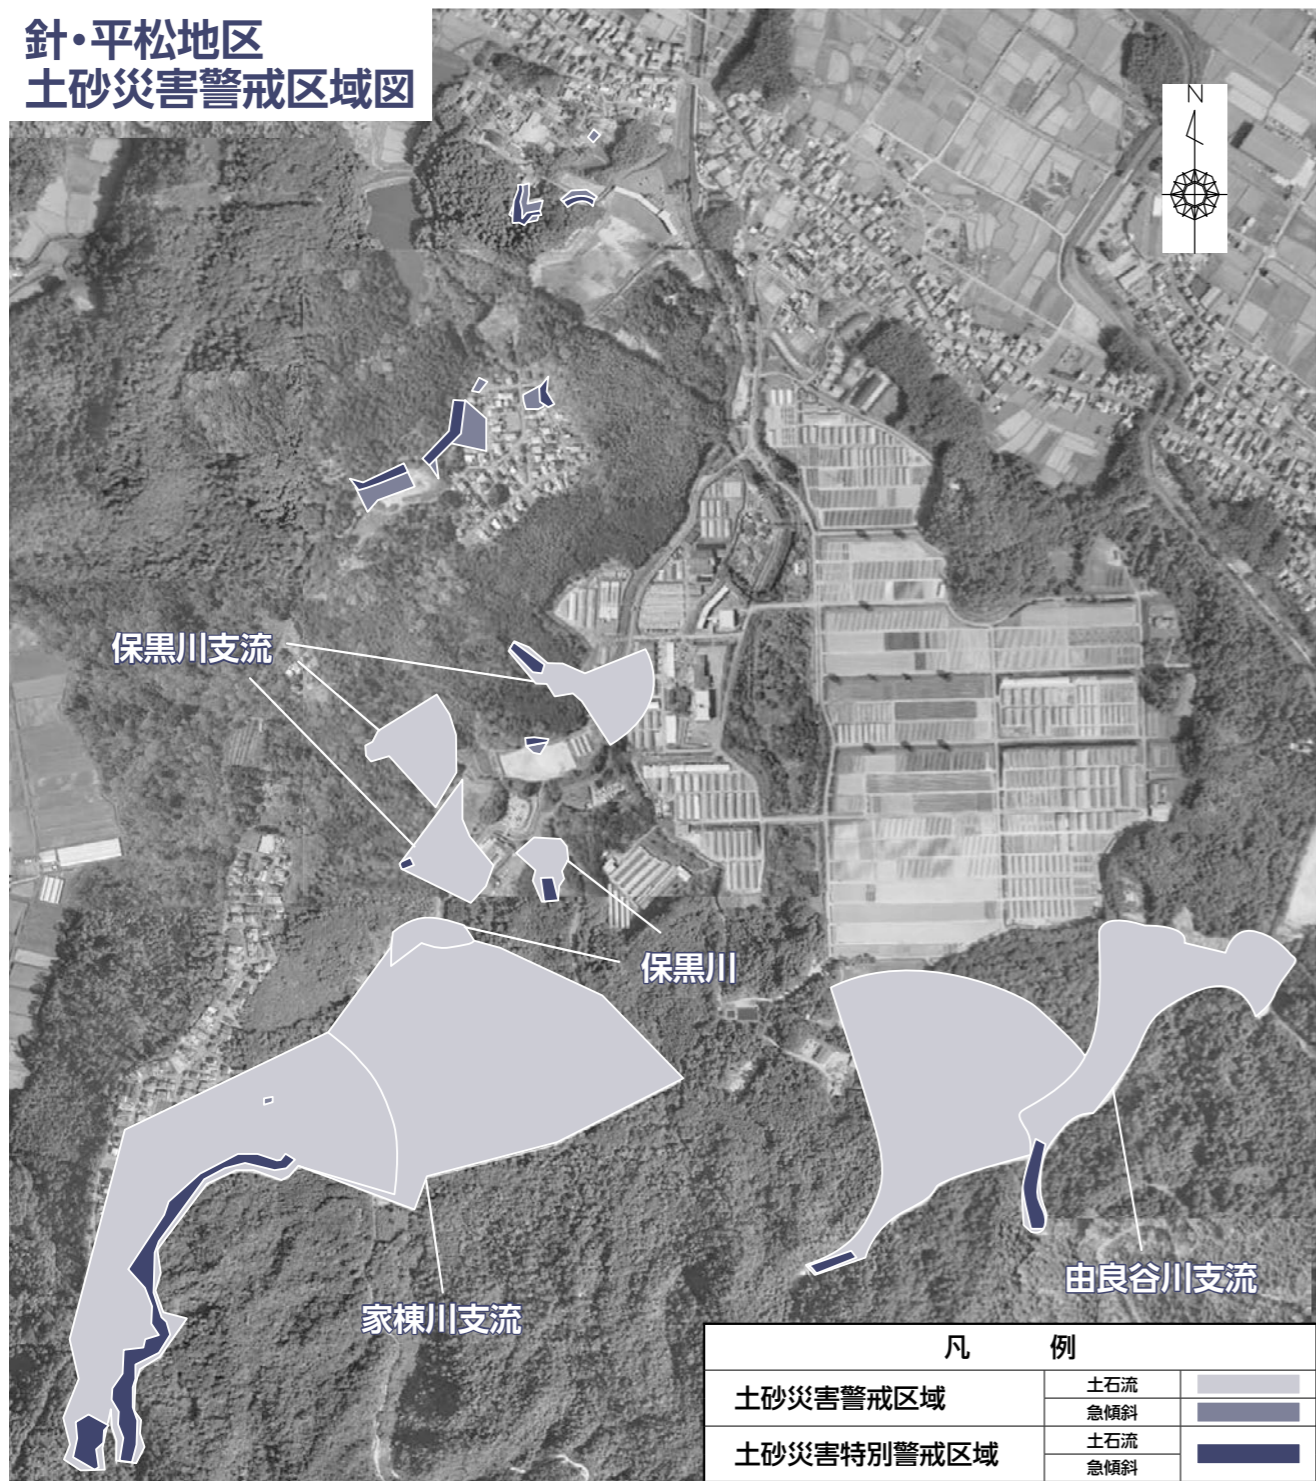 針・平松地区
土砂災害警戒区域図
N
保黒川支流
保黒川
由良谷川支流
家棟川支流
凡 例
土砂災害警戒区域
土石流
急傾斜
土砂災害特別警戒区域
土石流
急傾斜